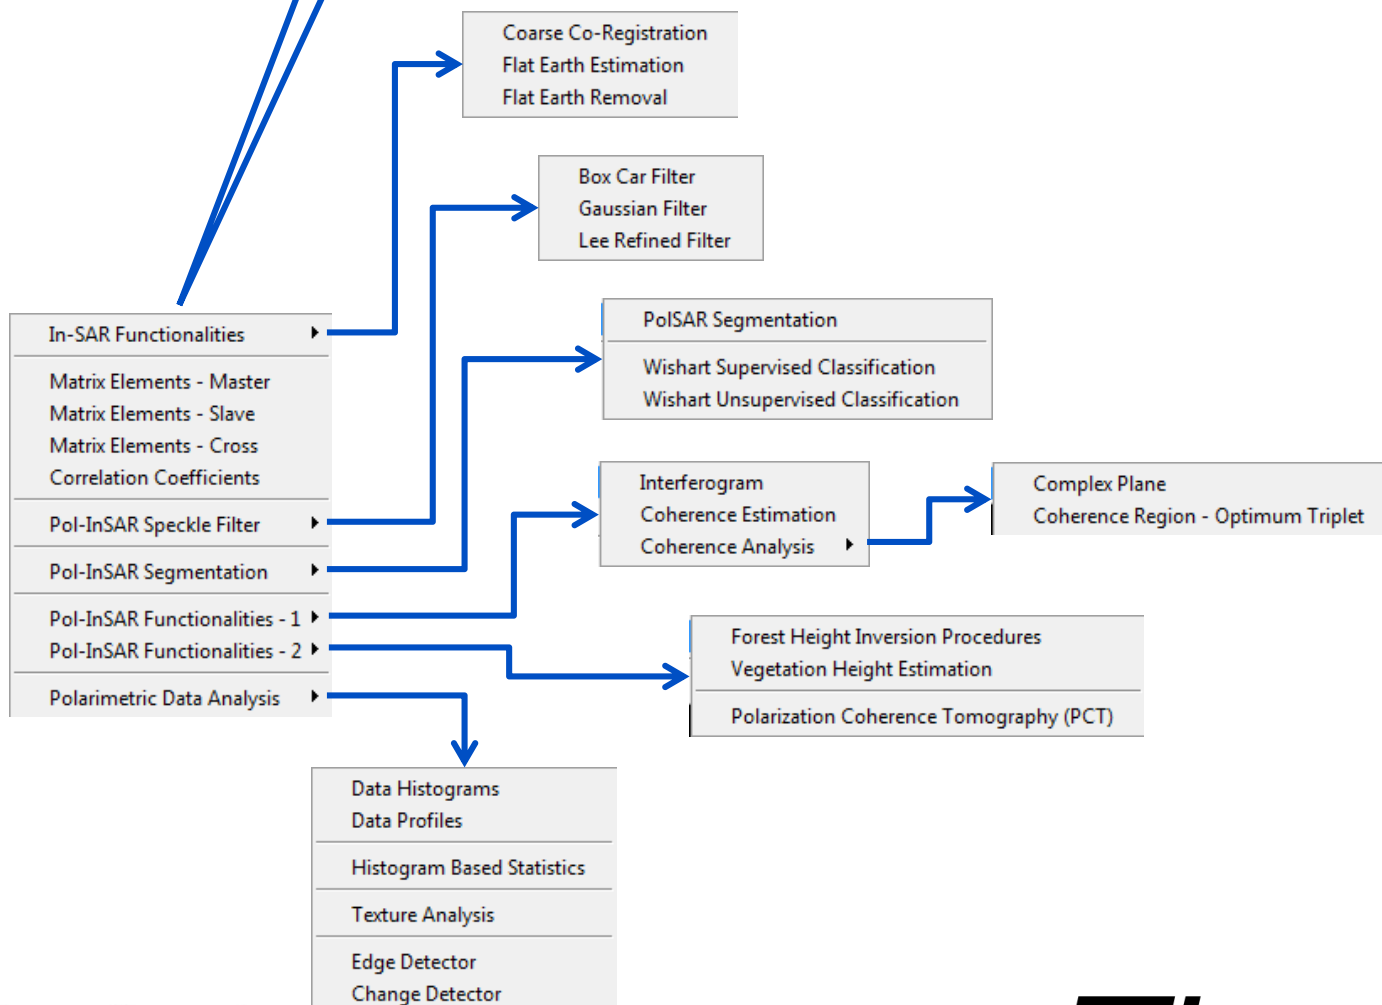 Coarse Co-Registration
Flat Earth Estimation
Flat Earth Removal
Box Car Filter
Gaussian Filter
Lee Refined Filter
In-SAR Functionalities
Matrix Elements - Master
Matrix Elements - Slave
Matrix Elements - Cross
Correlation Coefficients
Pol-InSAR Speckle Filter
Pol-InSAR Segmentation
Pol-InSAR Functionalities - 1
Pol-InSAR Functionalities - 2
Polarimetric Data Analysis
PolSAR Segmentation
Wishart Supervised Classification
Wishart Unsupervised Classification
Interferogram
Coherence Estimation
Coherence Analysis
Complex Plane
Coherence Region - Optimum Triplet
Forest Height Inversion Procedures
Vegetation Height Estimation
Polarization Coherence Tomography (PCT)
Data Histograms
Data Profiles
Histogram Based Statistics
Texture Analysis
Edge Detector
Change Detector